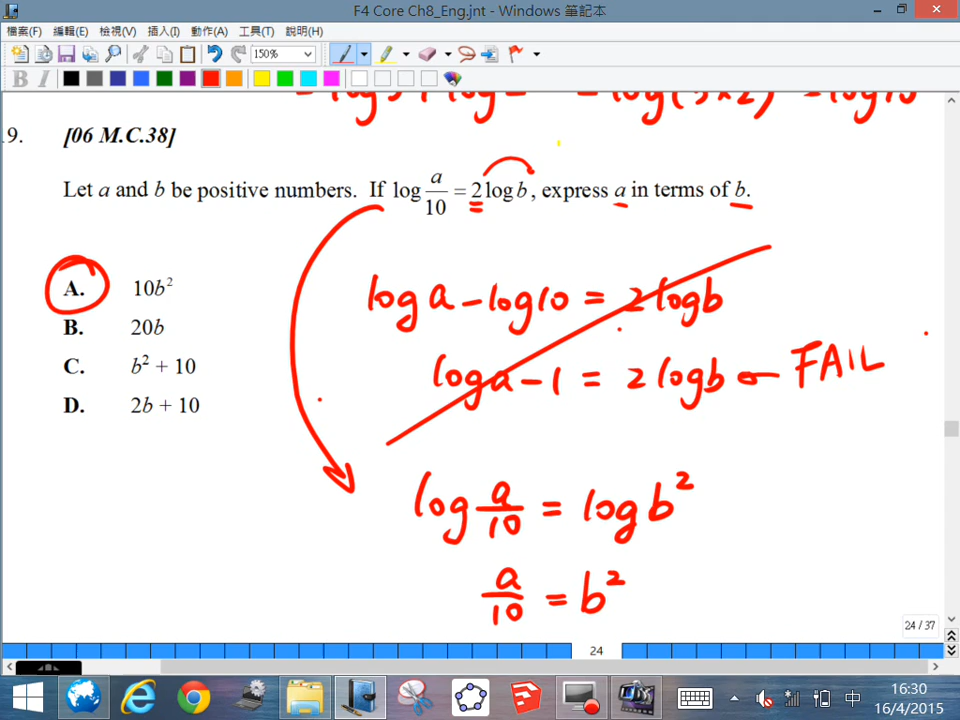 F4 Core Ch8_Eng.jnt - Windows 筆記本
檔案(F) 編輯(E) 檢視(V) 插入(I) 動作(A) 工具(T) 說明(H)
150%
9. [06 M.C.38]
Let a and b be positive numbers. If log a/10 = 2 log b, express a in terms of b.
A. 10b²
B. 20b
C. b² + 10
D. 2b + 10
log a - log 10 = 2 log b
log a - 1 = 2 log b FAIL
log a/10 = log b²
a/10 = b²
24 / 37
24
中
16:30
16/4/2015